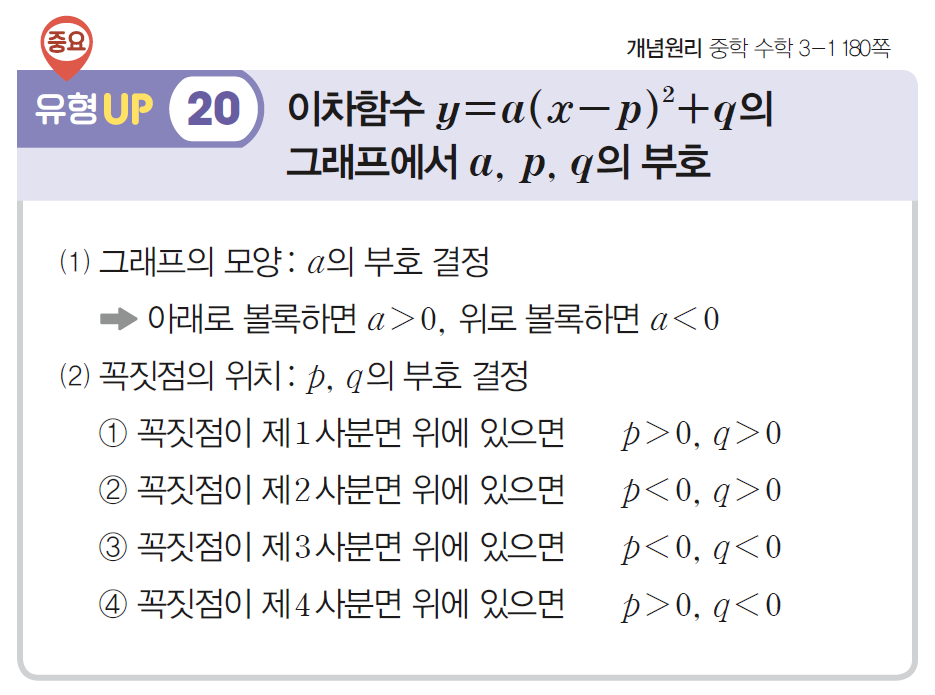 중요
개념원리 중학 수학 3-1 180쪽
유형UP 20 이차함수 y=a(x-p)²+q의
그래프에서 a, p, q의 부호
(1) 그래프의 모양: a의 부호 결정
➡ 아래로 볼록하면 a>0, 위로 볼록하면 a<0
(2) 꼭짓점의 위치: p, q의 부호 결정
① 꼭짓점이 제1사분면 위에 있으면 p>0, q>0
② 꼭짓점이 제2사분면 위에 있으면 p<0, q>0
③ 꼭짓점이 제3사분면 위에 있으면 p<0, q<0
④ 꼭짓점이 제4사분면 위에 있으면 p>0, q<0